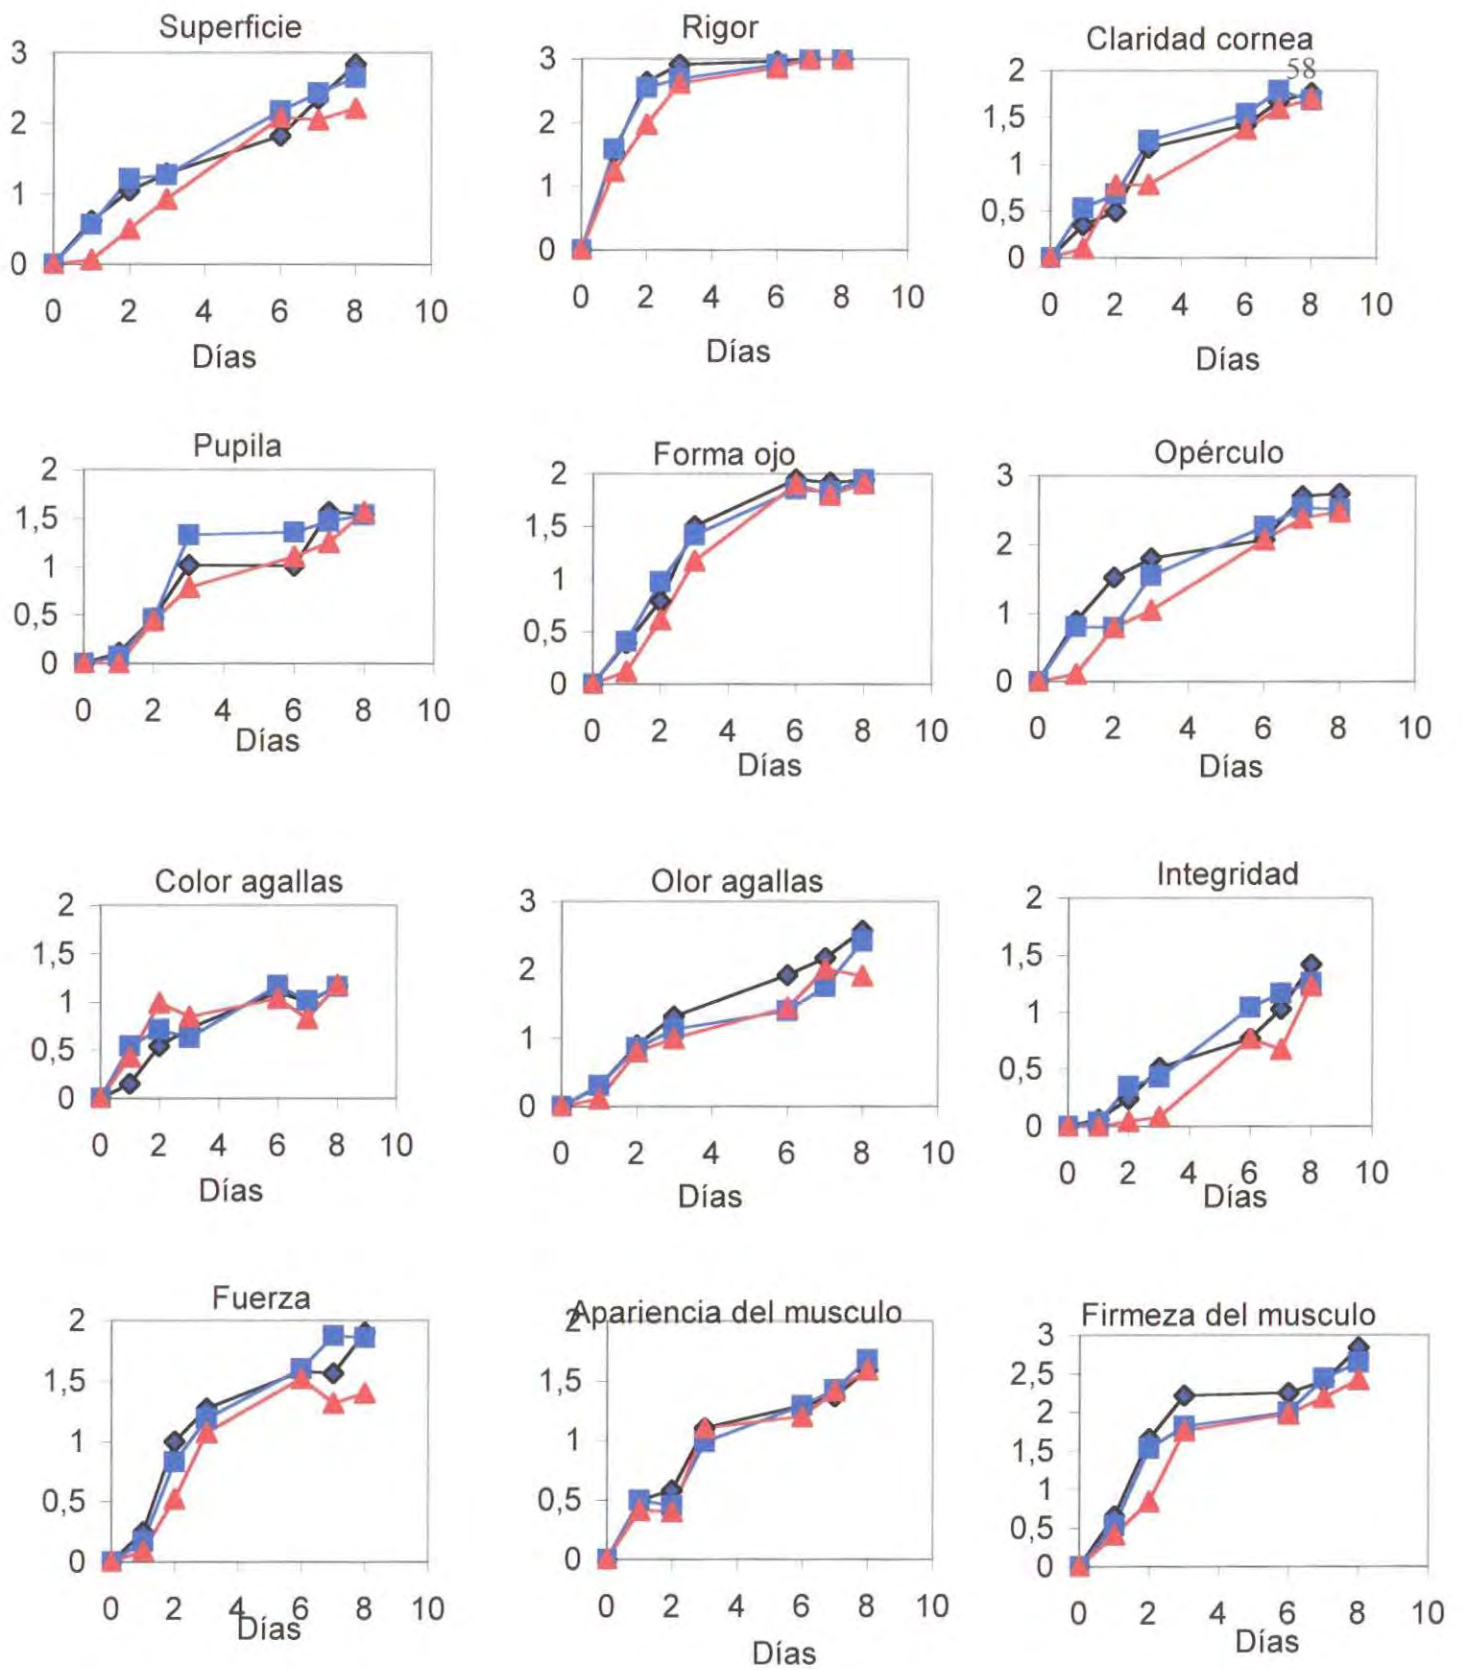 Superficie
3
2
1
0
0 2 4 6 8 10
Días
Rigor
3
2
1
0
0 2 4 6 8 10
Días
Claridad cornea
58
2
1,5
1
0,5
0
0 2 4 6 8 10
Días
Pupila
2
1,5
1
0,5
0
0 2 4 6 8 10
Días
Forma ojo
2
1,5
1
0,5
0
0 2 4 6 8 10
Días
Opérculo
3
2
1
0
0 2 4 6 8 10
Días
Color agallas
2
1,5
1
0,5
0
0 2 4 6 8 10
Días
Olor agallas
3
2
1
0
0 2 4 6 8 10
Días
Integridad
2
1,5
1
0,5
0
0 2 4 6 8 10
Días
Fuerza
2
1,5
1
0,5
0
0 2 4 6 8 10
Días
Apariencia del musculo
2
1,5
1
0,5
0
0 2 4 6 8 10
Días
Firmeza del musculo
3
2,5
2
1,5
1
0,5
0
0 2 4 6 8 10
Días